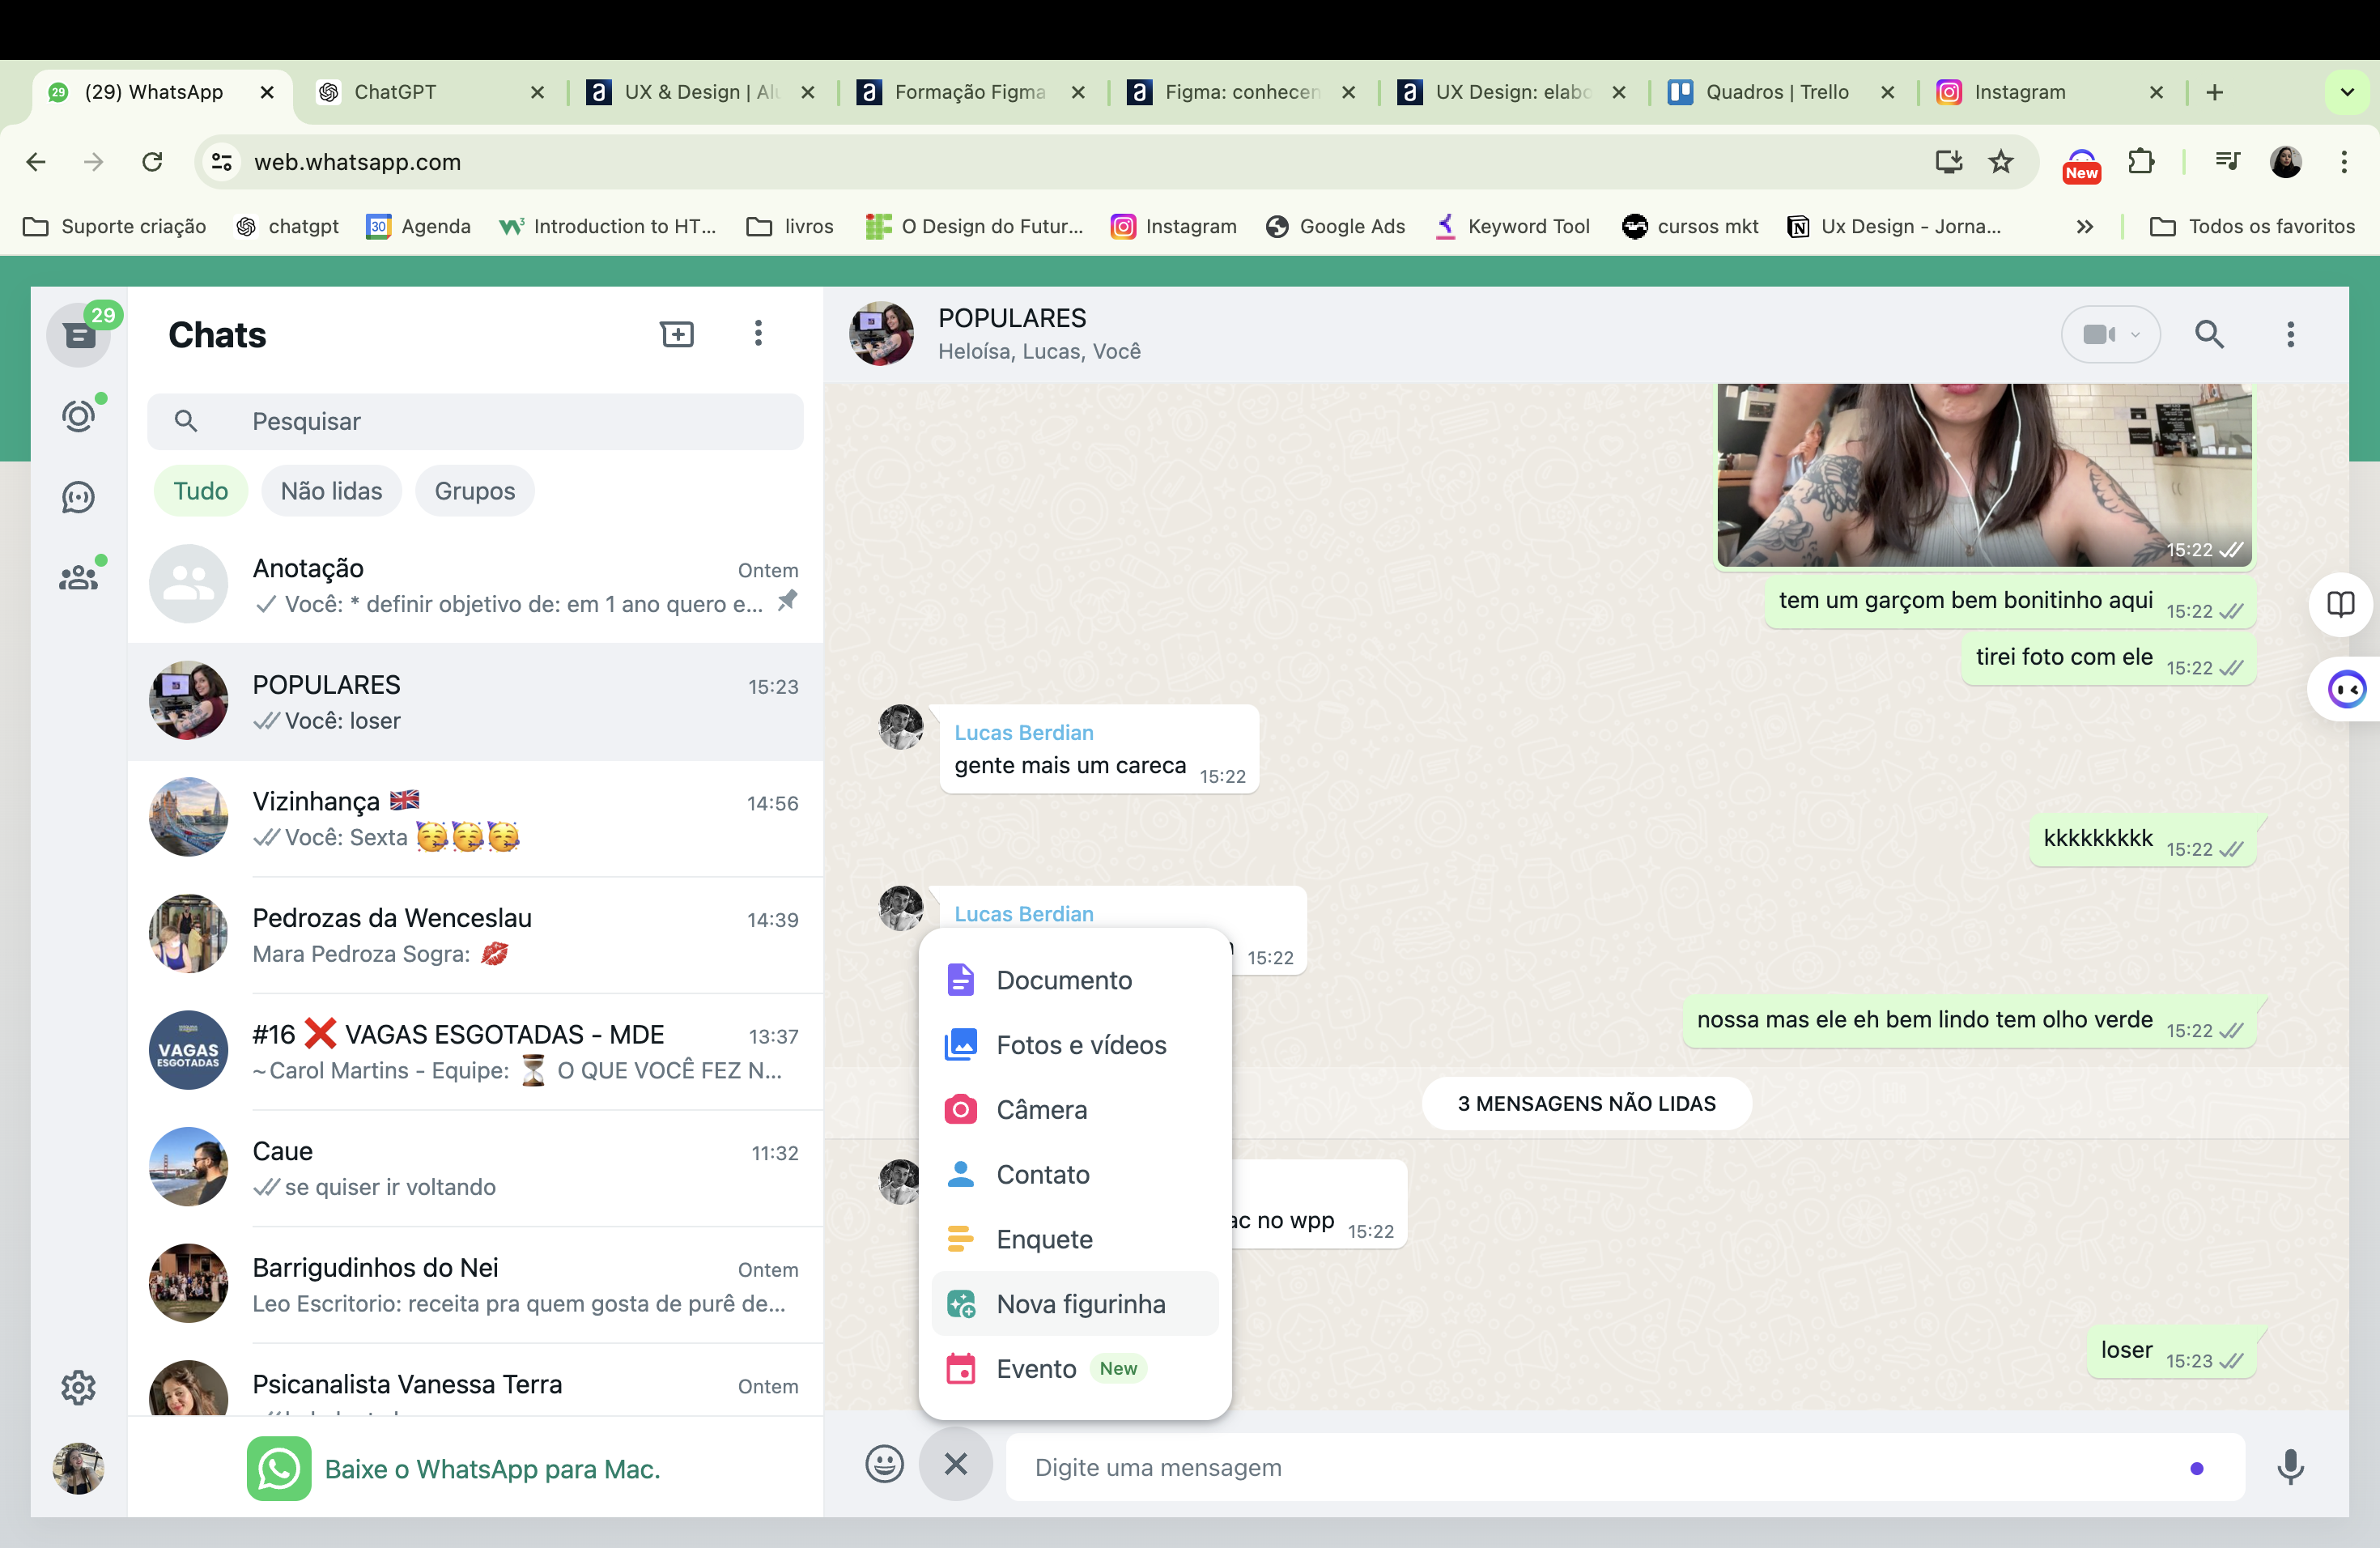 (29) WhatsApp
ChatGPT
UX & Design | Alu
Formação Figma
Figma: conhecen
UX Design: elabo
Quadros | Trello
Instagram
web.whatsapp.com
New
Suporte criação
chatgpt
Agenda
Introduction to HT...
livros
O Design do Futur...
Instagram
Google Ads
Keyword Tool
cursos mkt
Ux Design - Jorna...
Todos os favoritos
29
Chats
Pesquisar
Tudo
Não lidas
Grupos
Anotação
Ontem
Você: * definir objetivo de: em 1 ano quero e...
POPULARES
15:23
Você: loser
Vizinhança 🇬🇧
14:56
Você: Sexta 🥳🥳🥳
Pedrozas da Wenceslau
14:39
Mara Pedroza Sogra: 💋
VAGAS
ESGOTADAS
#16 ❌ VAGAS ESGOTADAS - MDE
13:37
~Carol Martins - Equipe: ⏳ O QUE VOCÊ FEZ N...
Caue
11:32
se quiser ir voltando
Barrigudinhos do Nei
Ontem
Leo Escritorio: receita pra quem gosta de purê de...
Psicanalista Vanessa Terra
Ontem
Baixe o WhatsApp para Mac.
POPULARES
Heloísa, Lucas, Você
15:22
tem um garçom bem bonitinho aqui 15:22
tirei foto com ele 15:22
Lucas Berdian
gente mais um careca 15:22
kkkkkkkkk 15:22
Lucas Berdian
15:22
nossa mas ele eh bem lindo tem olho verde 15:22
3 MENSAGENS NÃO LIDAS
ac no wpp 15:22
loser 15:23
Documento
Fotos e vídeos
Câmera
Contato
Enquete
Nova figurinha
Evento New
Digite uma mensagem